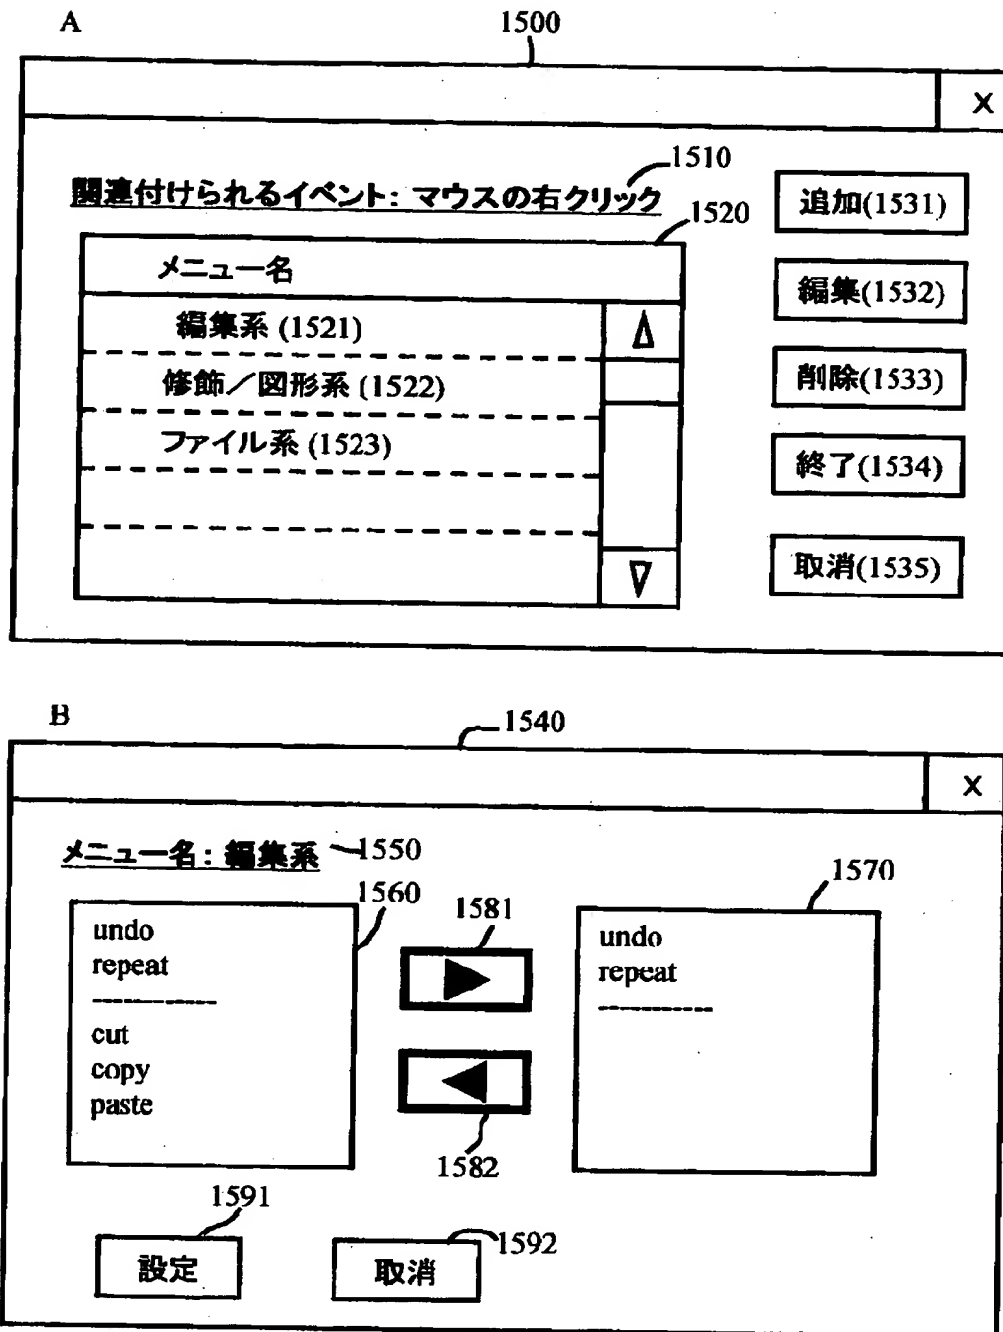 A
1500
X
関連付けられるイベント: マウスの右クリック
1510
1520
メニュー名
編集系 (1521)
修飾／図形系 (1522)
ファイル系 (1523)
追加(1531)
編集(1532)
削除(1533)
終了(1534)
取消(1535)
B
1540
X
メニュー名: 編集系
1550
1560
undo
repeat
------------
cut
copy
paste
1581
1582
1570
undo
repeat
------------
1591
設定
1592
取消